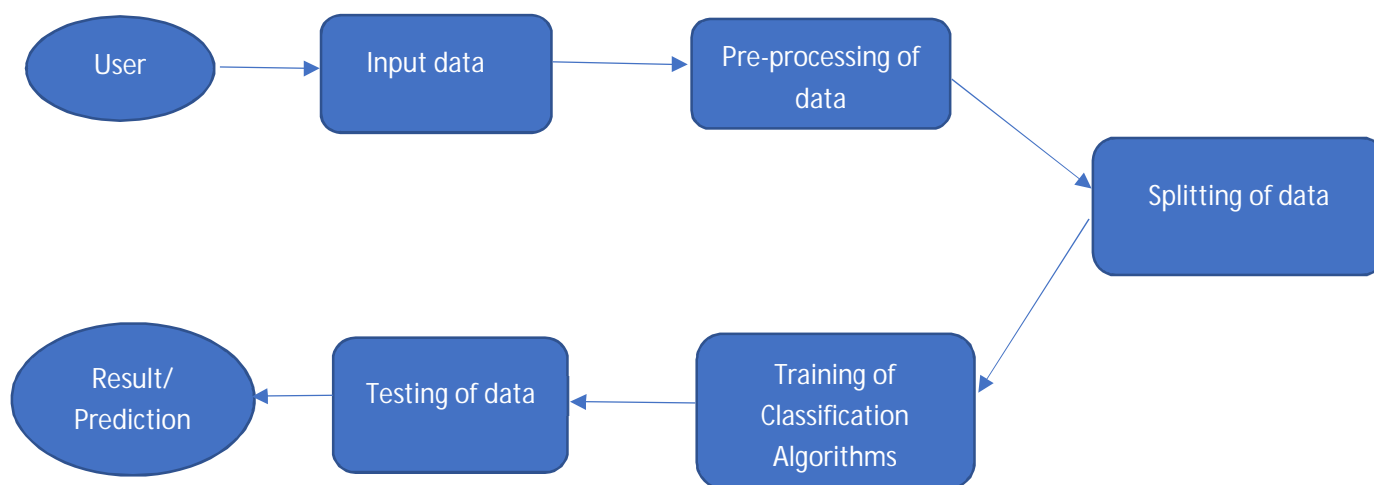 User
Input data
Pre-processing of
data
Splitting of data
Training of
Classification
Algorithms
Testing of data
Result/
Prediction